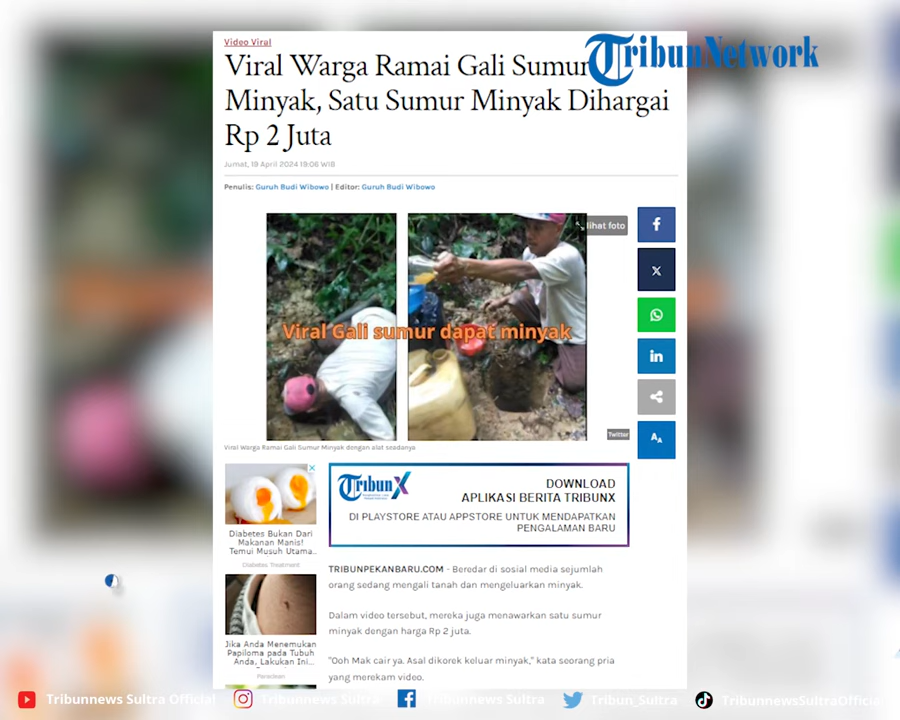 Video Viral
TribunNetwork
Viral Warga Ramai Gali Sumur
Minyak, Satu Sumur Minyak Dihargai
Rp 2 Juta
Jumat, 19 April 2024 19:06 WIB
Penulis: Guruh Budi Wibowo | Editor: Guruh Budi Wibowo
lihat foto
Viral Gali sumur dapat minyak
Twitter
Viral Warga Ramai Gali Sumur Minyak dengan alat seadanya
TribunX
DOWNLOAD
APLIKASI BERITA TRIBUNX
DI PLAYSTORE ATAU APPSTORE UNTUK MENDAPATKAN
PENGALAMAN BARU
Diabetes Bukan Dari
Makanan Manis!
Temui Musuh Utama...
Diabetes Treatment
Jika Anda Menemukan
Papiloma pada Tubuh
Anda, Lakukan Ini...
Paraclean
TRIBUNPEKANBARU.COM - Beredar di sosial media sejumlah
orang sedang mengali tanah dan mengeluarkan minyak.
Dalam video tersebut, mereka juga menawarkan satu sumur
minyak dengan harga Rp 2 juta.
"Ooh Mak cair ya. Asal dikorek keluar minyak," kata seorang pria
yang merekam video.
Tribunnews Sultra Official
Tribunnews Sultra
TribunnewsSultra
Tribun_Sultra
TribunnewsSultraOfficial